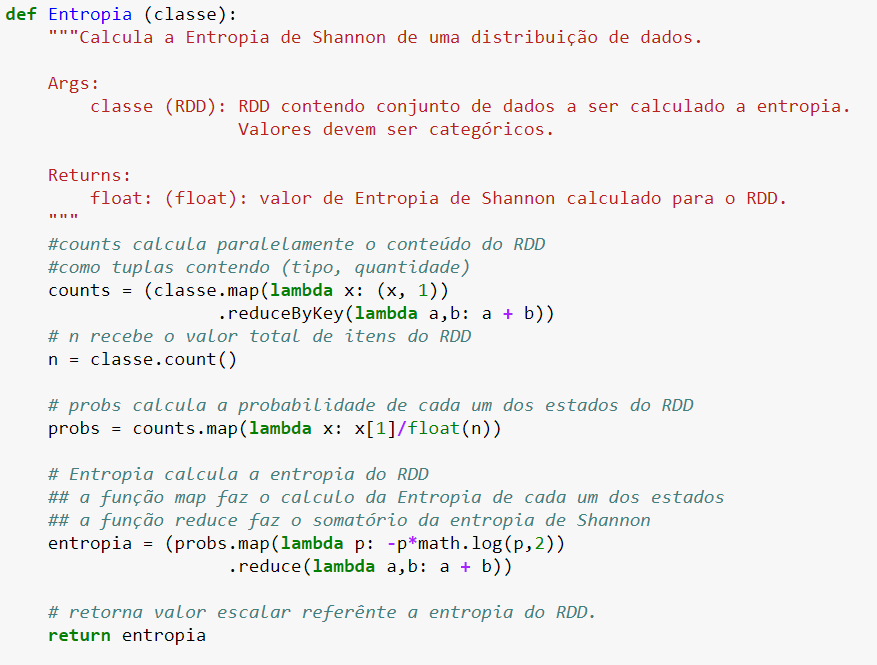 def Entropia (classe):
    """Calcula a Entropia de Shannon de uma distribuição de dados.

    Args:
        classe (RDD): RDD contendo conjunto de dados a ser calculado a entropia.
                      Valores devem ser categóricos.

    Returns:
        float: (float): valor de Entropia de Shannon calculado para o RDD.
    """
    #counts calcula paralelamente o conteúdo do RDD
    #como tuplas contendo (tipo, quantidade)
    counts = (classe.map(lambda x: (x, 1))
                    .reduceByKey(lambda a,b: a + b))
    # n recebe o valor total de itens do RDD
    n = classe.count()

    # probs calcula a probabilidade de cada um dos estados do RDD
    probs = counts.map(lambda x: x[1]/float(n))

    # Entropia calcula a entropia do RDD
    ## a função map faz o calculo da Entropia de cada um dos estados
    ## a função reduce faz o somatório da entropia de Shannon
    entropia = (probs.map(lambda p: -p*math.log(p,2))
                     .reduce(lambda a,b: a + b))

    # retorna valor escalar referênte a entropia do RDD.
    return entropia